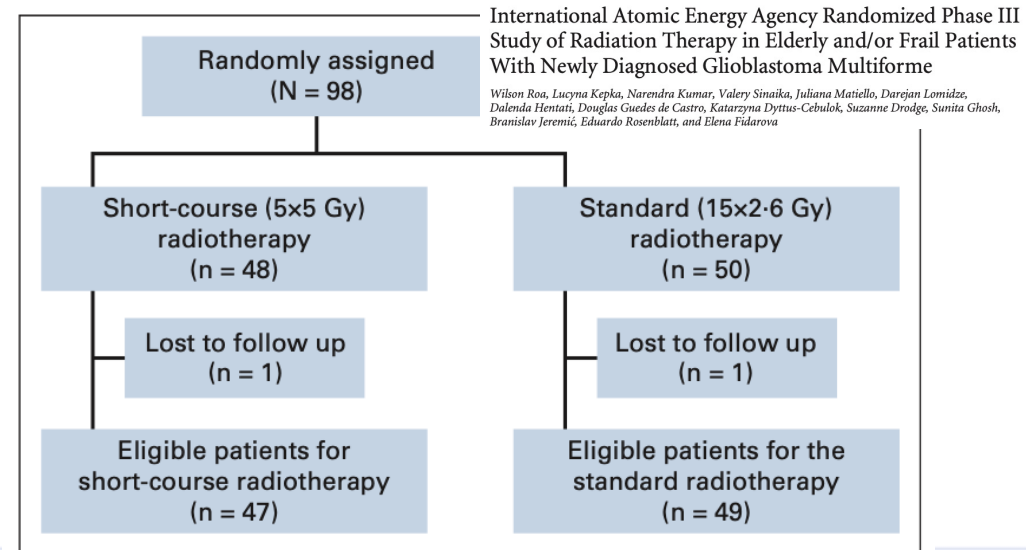 International Atomic Energy Agency Randomized Phase III
Study of Radiation Therapy in Elderly and/or Frail Patients
With Newly Diagnosed Glioblastoma Multiforme
Wilson Roa, Lucyna Kepka, Narendra Kumar, Valery Sinaika, Juliana Matiello, Darejan Lomidze,
Dalenda Hentati, Douglas Guedes de Castro, Katarzyna Dyttus-Cebulok, Suzanne Drodge, Sunita Ghosh,
Branislav Jeremić, Eduardo Rosenblatt, and Elena Fidarova
Randomly assigned
(N = 98)
Short-course (5×5 Gy)
radiotherapy
(n = 48)
Standard (15×2·6 Gy)
radiotherapy
(n = 50)
Lost to follow up
(n = 1)
Lost to follow up
(n = 1)
Eligible patients for
short-course radiotherapy
(n = 47)
Eligible patients for the
standard radiotherapy
(n = 49)